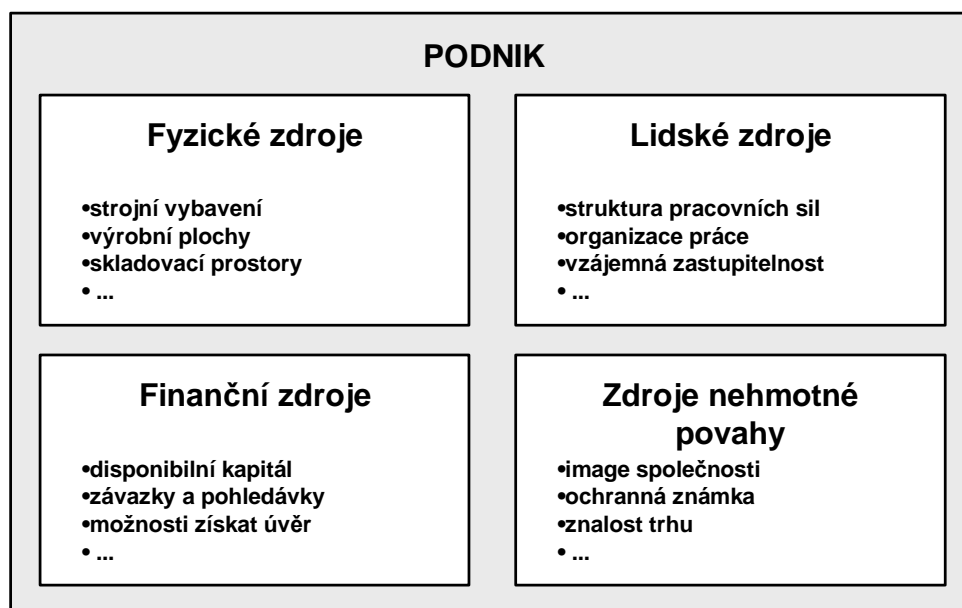 PODNIK
Fyzické zdroje
•strojní vybavení
•výrobní plochy
•skladovací prostory
• ...
Lidské zdroje
•struktura pracovních sil
•organizace práce
•vzájemná zastupitelnost
• ...
Finanční zdroje
•disponibilní kapitál
•závazky a pohledávky
•možnosti získat úvěr
• ...
Zdroje nehmotné
povahy
•image společnosti
•ochranná známka
•znalost trhu
• ...